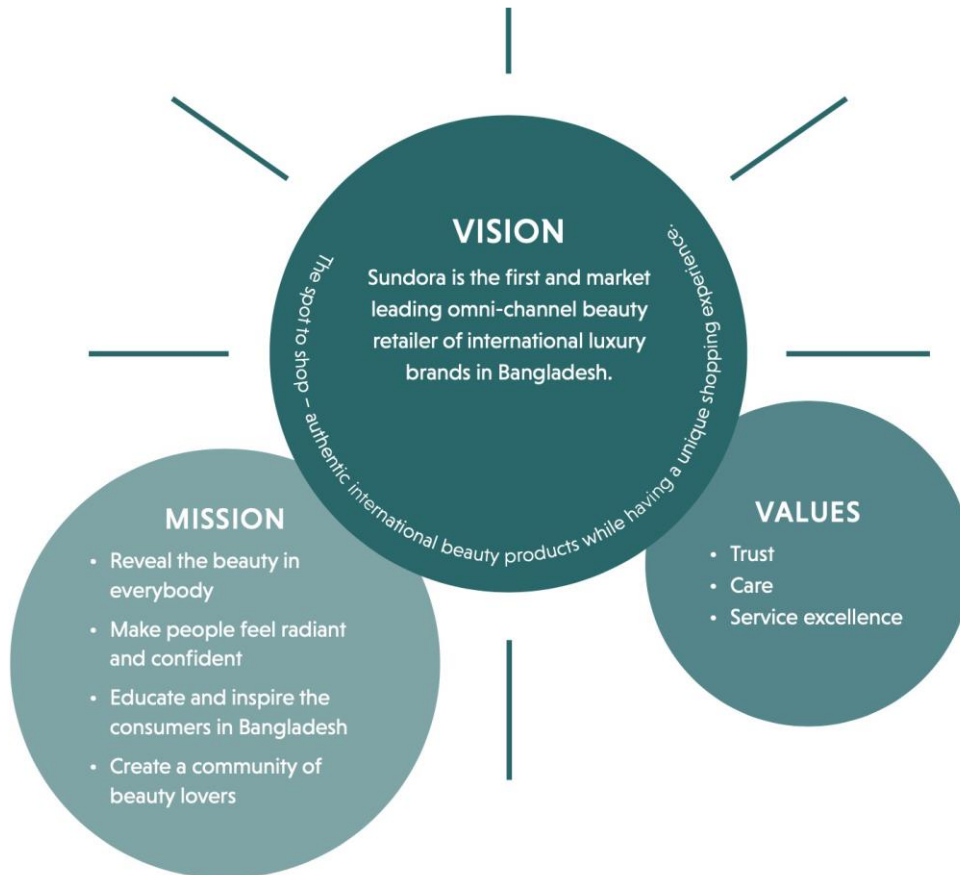 VISION
Sundora is the first and market
leading omni-channel beauty
retailer of international luxury
brands in Bangladesh.
The spot to shop – authentic international beauty products while having a unique shopping experience.
MISSION
• Reveal the beauty in
everybody
• Make people feel radiant
and confident
• Educate and inspire the
consumers in Bangladesh
• Create a community of
beauty lovers
VALUES
• Trust
• Care
• Service excellence